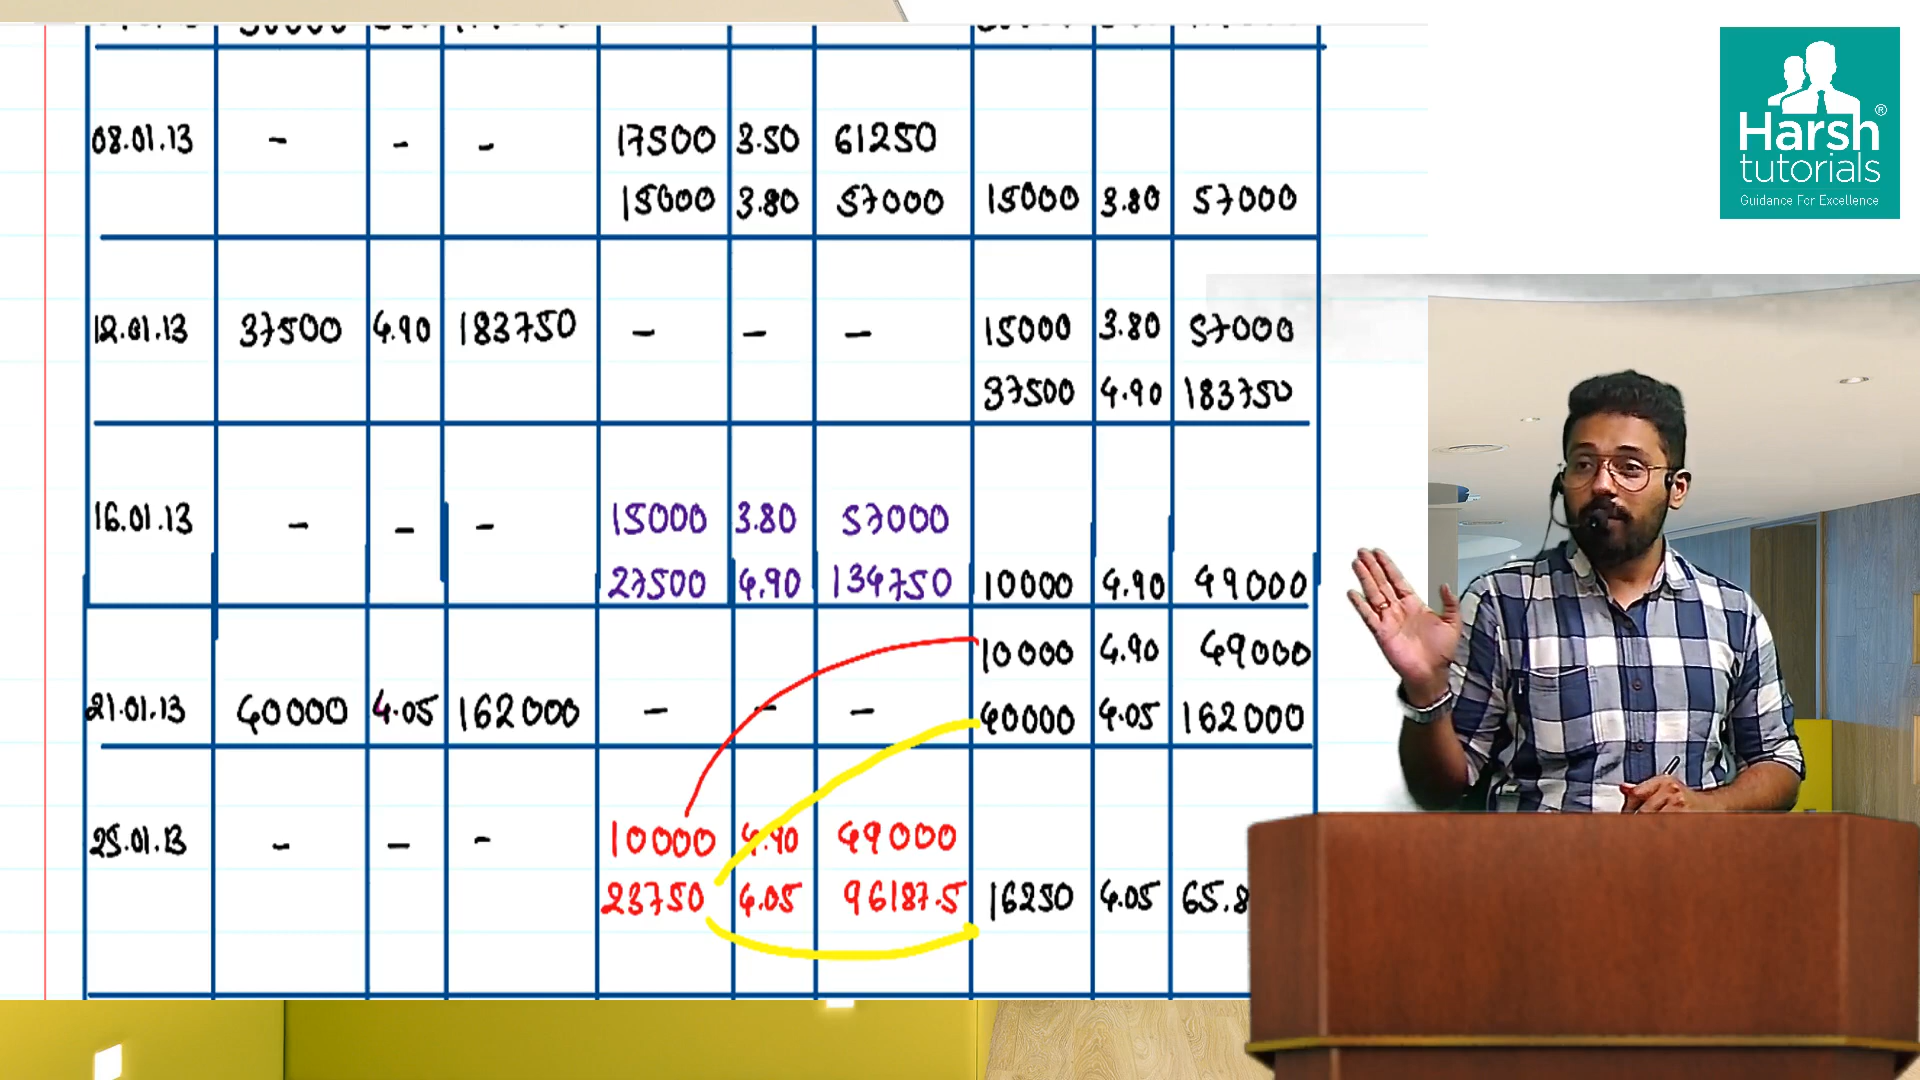 08.01.13 - - - 17500 3.50 61250
15000 3.80 57000 15000 3.80 57000
12.01.13 37500 4.90 183750 - - - 15000 3.80 57000
37500 4.90 183750
16.01.13 - - - 15000 3.80 57000
27500 4.90 134750 10000 4.90 49000
10000 4.90 49000
21.01.13 40000 4.05 162000 - - - 40000 4.05 162000
25.01.13 - - - 10000 4.90 49000
23750 4.05 96187.5 16250 4.05 65.8
Harsh®
tutorials
Guidance For Excellence